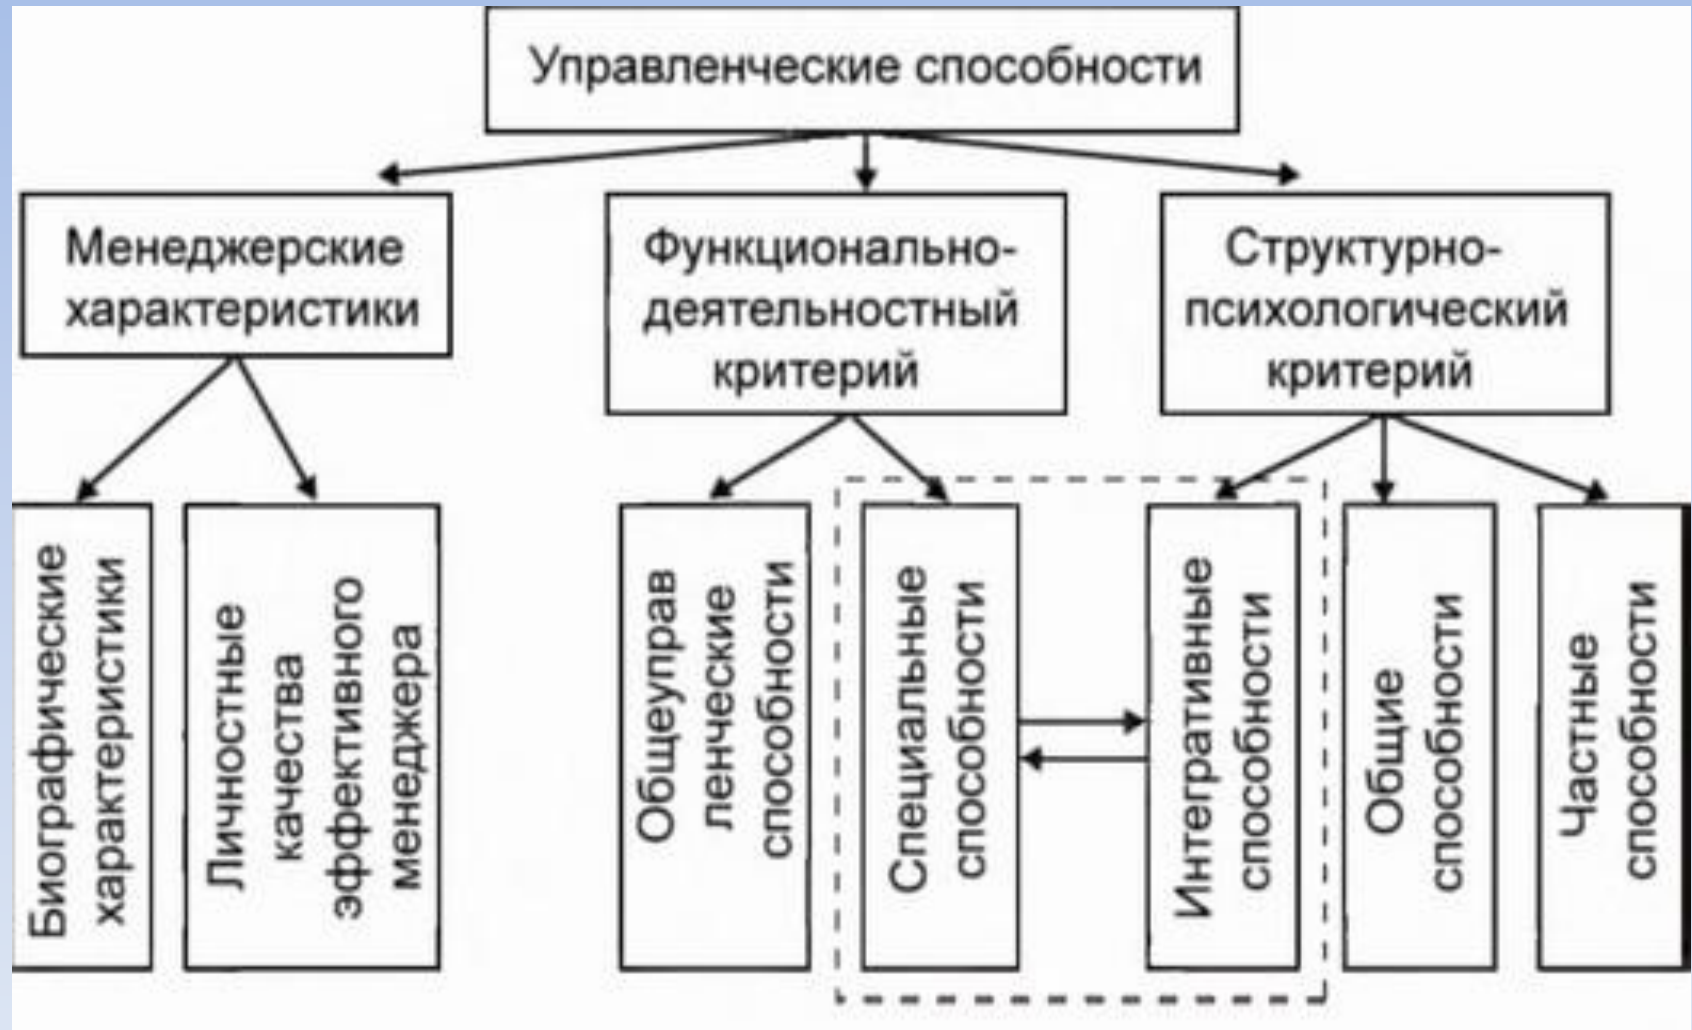 Управленческие способности
Менеджерские
характеристики
Функционально-
деятельностный
критерий
Структурно-
психологический
критерий
Биографические
характеристики
Личностные
качества
эффективного
менеджера
Общеуправ
ленческие
способности
Специальные
способности
Интегративные
способности
Общие
способности
Частные
способности